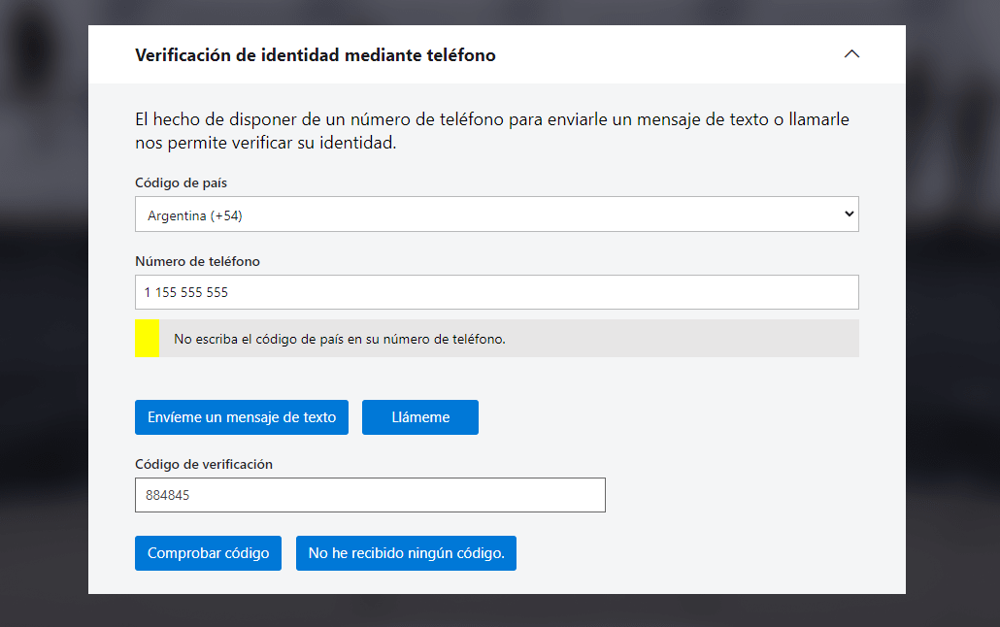 Verificación de identidad mediante teléfono
El hecho de disponer de un número de teléfono para enviarle un mensaje de texto o llamarle
nos permite verificar su identidad.
Código de país
Argentina (+54)
Número de teléfono
1 155 555 555
No escriba el código de país en su número de teléfono.
Envíeme un mensaje de texto
Llámeme
Código de verificación
884845
Comprobar código
No he recibido ningún código.